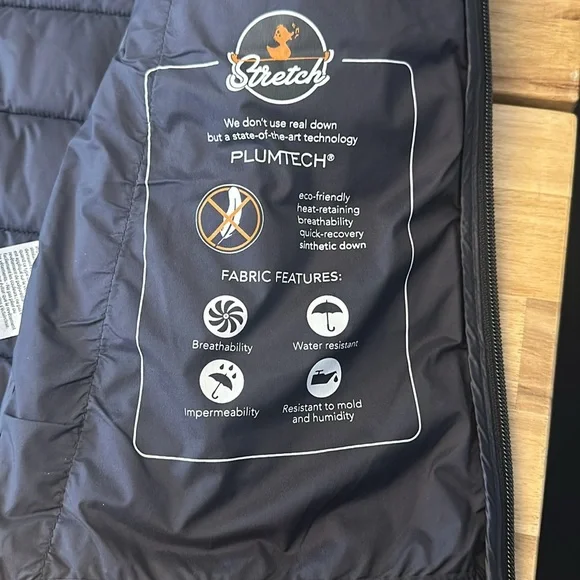 Stretch
We don't use real down
but a state-of-the-art technology
PLUMTECH®
eco-friendly
heat-retaining
breathability
quick-recovery
sinthetic down
FABRIC FEATURES:
Breathability
Water resistant
Impermeability
Resistant to mold
and humidity